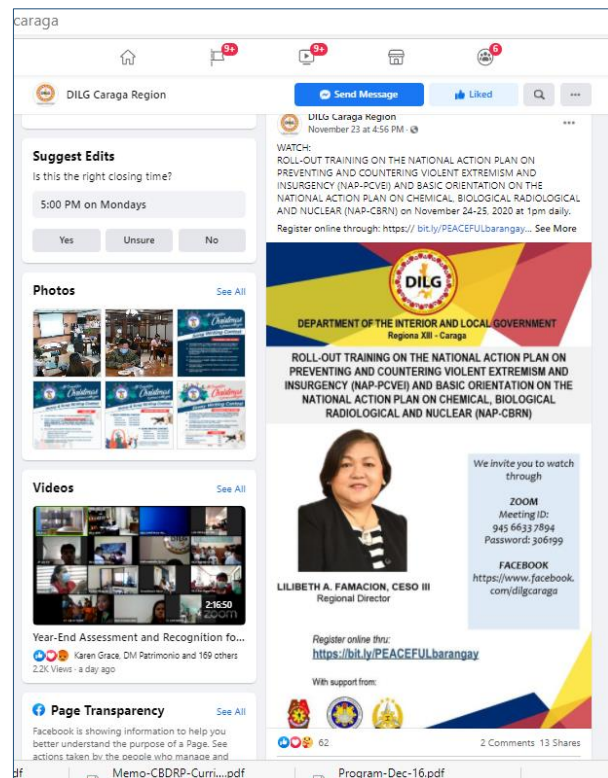 caraga
9+
9+
6
DILG Caraga Region
Send Message
Liked
Suggest Edits
Is this the right closing time?
5:00 PM on Mondays
Yes
Unsure
No
Photos
See All
Videos
See All
2:16:50
zoom
Year-End Assessment and Recognition fo...
Karen Grace, DM Patrimonio and 169 others
2.2K Views · a day ago
Page Transparency
See All
Facebook is showing information to help you
better understand the purpose of a Page. See
actions taken by the people who manage and
DILG Caraga Region
November 23 at 4:56 PM ·
WATCH:
ROLL-OUT TRAINING ON THE NATIONAL ACTION PLAN ON
PREVENTING AND COUNTERING VIOLENT EXTREMISM AND
INSURGENCY (NAP-PCVEI) AND BASIC ORIENTATION ON THE
NATIONAL ACTION PLAN ON CHEMICAL, BIOLOGICAL RADIOLOGICAL
AND NUCLEAR (NAP-CBRN) on November 24-25, 2020 at 1pm daily.
Register online through: https:// bit.ly/PEACEFULbarangay... See More
DILG
DEPARTMENT OF THE INTERIOR AND LOCAL GOVERNMENT
Regiona XIII - Caraga
ROLL-OUT TRAINING ON THE NATIONAL ACTION PLAN ON
PREVENTING AND COUNTERING VIOLENT EXTREMISM AND
INSURGENCY (NAP-PCVEI) AND BASIC ORIENTATION ON THE
NATIONAL ACTION PLAN ON CHEMICAL, BIOLOGICAL
RADIOLOGICAL AND NUCLEAR (NAP-CBRN)
We invite you to watch
through
ZOOM
Meeting ID:
945 6633 7894
Password: 306199
FACEBOOK
https://www.facebook.
com/dilgcaraga
LILIBETH A. FAMACION, CESO III
Regional Director
Register online thru:
https://bit.ly/PEACEFULbarangay
With support from:
62
2 Comments 13 Shares
df
Memo-CBDRP-Curri....pdf
Program-Dec-16.pdf